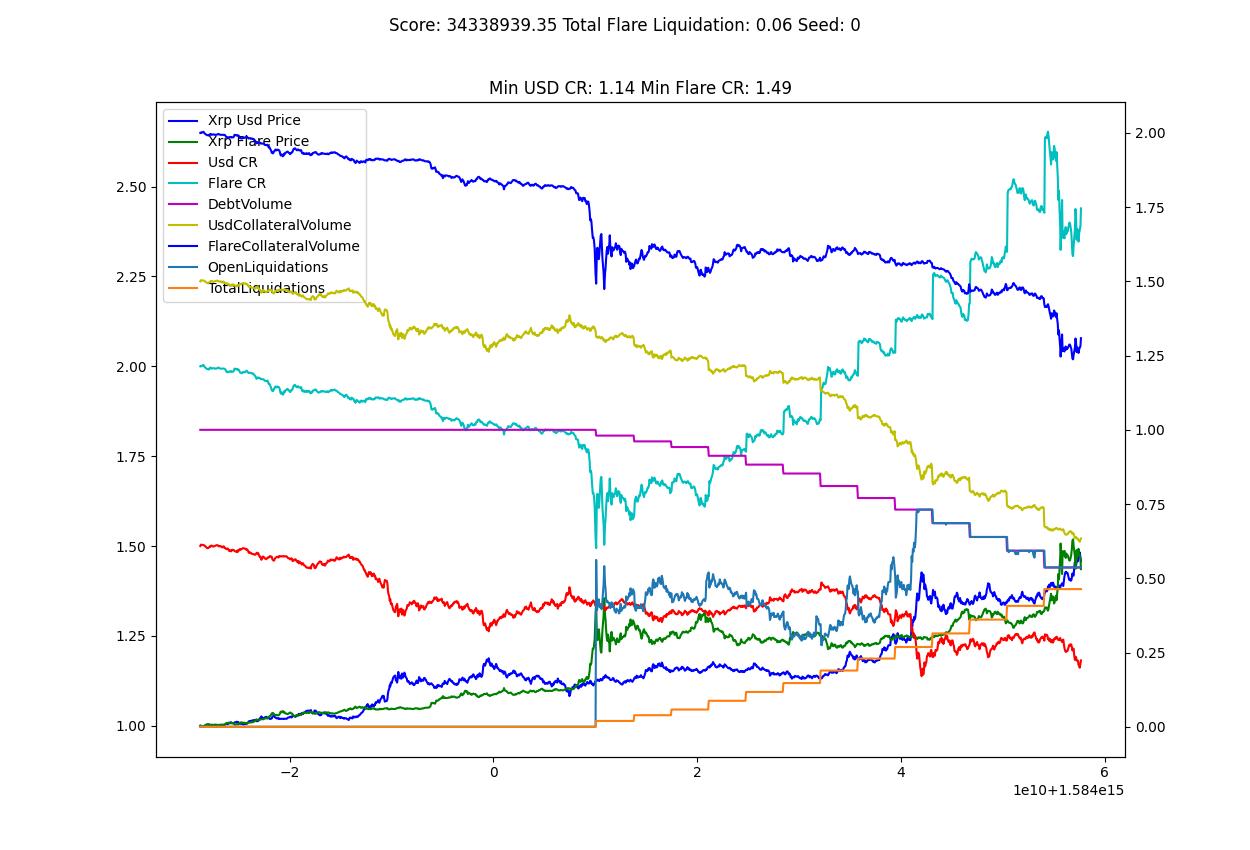 Score: 34338939.35 Total Flare Liquidation: 0.06 Seed: 0
Min USD CR: 1.14 Min Flare CR: 1.49
Xrp Usd Price
Xrp Flare Price
Usd CR
Flare CR
DebtVolume
UsdCollateralVolume
FlareCollateralVolume
OpenLiquidations
TotalLiquidations
2.50
2.25
2.00
1.75
1.50
1.25
1.00
2.00
1.75
1.50
1.25
1.00
0.75
0.50
0.25
0.00
−2 0 2 4 6
1e10+1.584e15